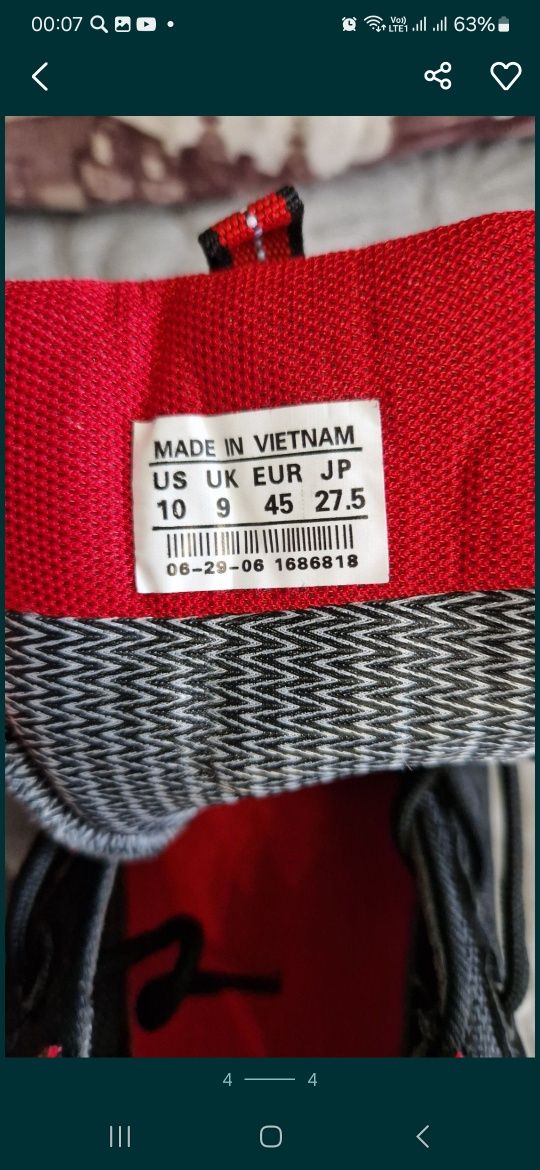 00:07
Vo)) LTE1 63%
MADE IN VIETNAM
US UK EUR JP
10 9 45 27.5
06-29-06 1686818
4 4